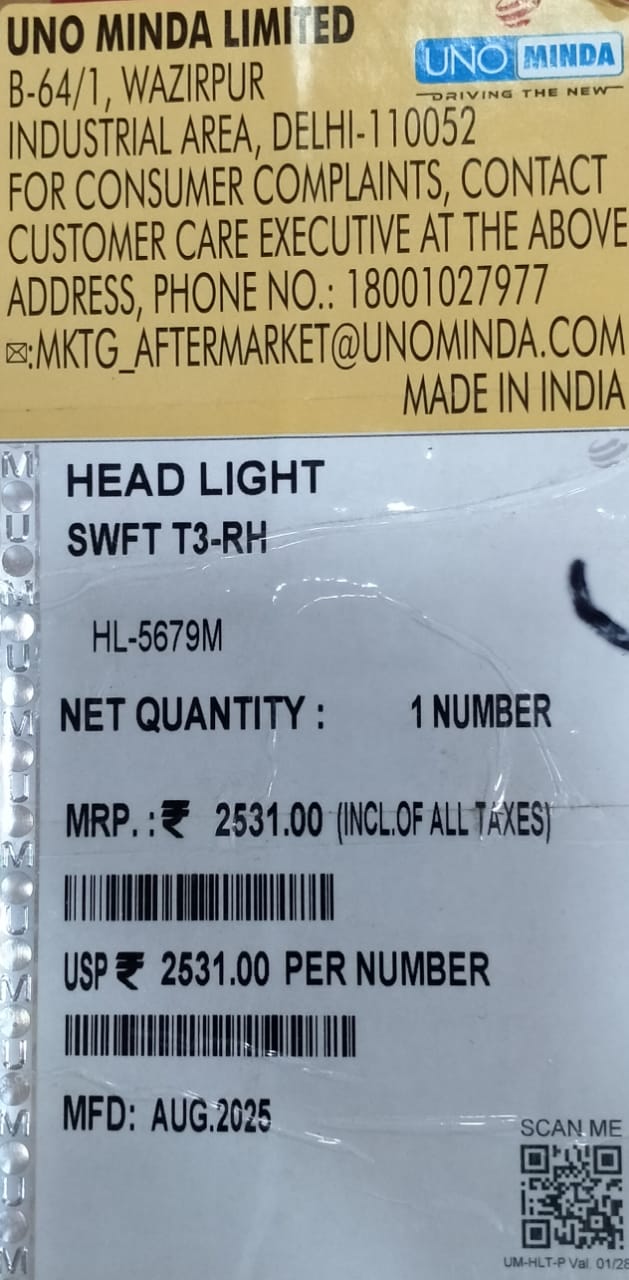 UNO MINDA LIMITED
UNO MINDA
DRIVING THE NEW
B-64/1, WAZIRPUR
INDUSTRIAL AREA, DELHI-110052
FOR CONSUMER COMPLAINTS, CONTACT
CUSTOMER CARE EXECUTIVE AT THE ABOVE
ADDRESS, PHONE NO.: 18001027977
✉:MKTG_AFTERMARKET@UNOMINDA.COM
MADE IN INDIA
HEAD LIGHT
SWFT T3-RH
HL-5679M
NET QUANTITY : 1 NUMBER
MRP. :₹ 2531.00 (INCL.OF ALL TAXES)
USP ₹ 2531.00 PER NUMBER
MFD: AUG.2025
SCAN ME
UM-HLT-P Val. 01/28